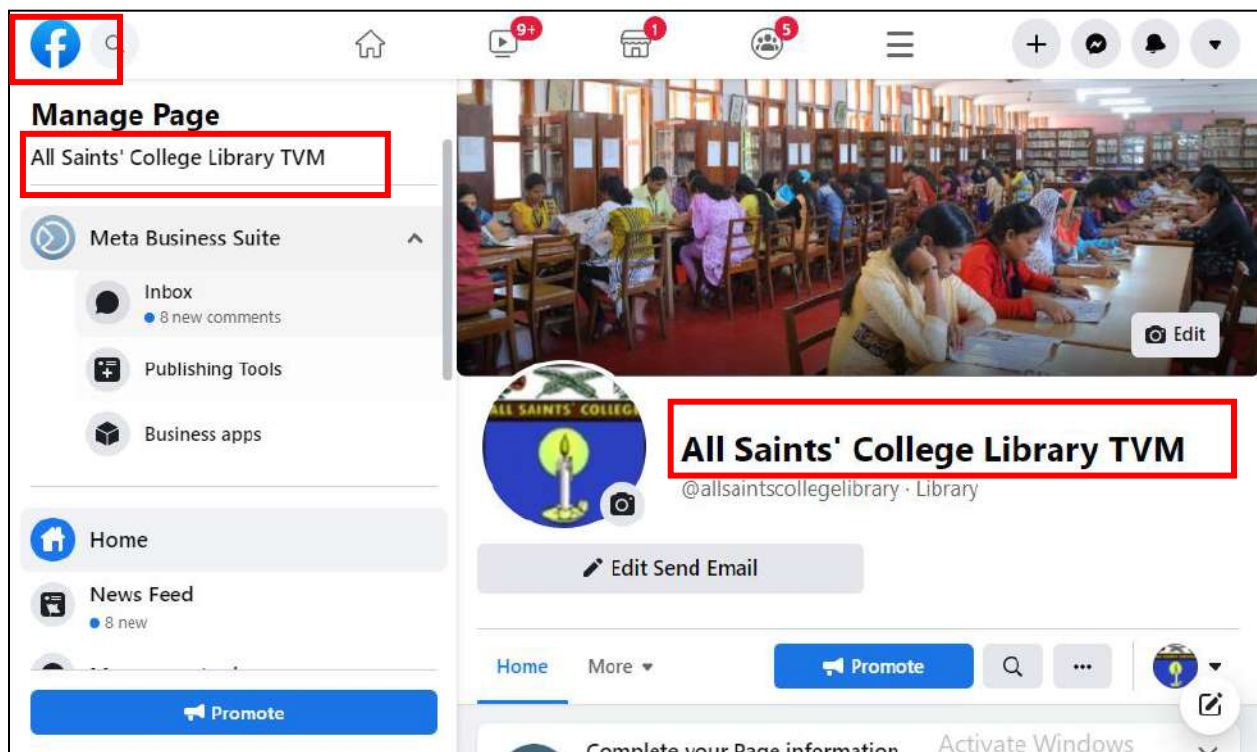 9+
1
5
Manage Page
All Saints' College Library TVM
Meta Business Suite
Inbox
8 new comments
Publishing Tools
Business apps
Home
News Feed
8 new
Promote
Edit
ALL SAINTS' COLLEGE
All Saints' College Library TVM
@allsaintscollegelibrary · Library
Edit Send Email
Home
More
Promote
...
Complete your Page information
Activate Windows